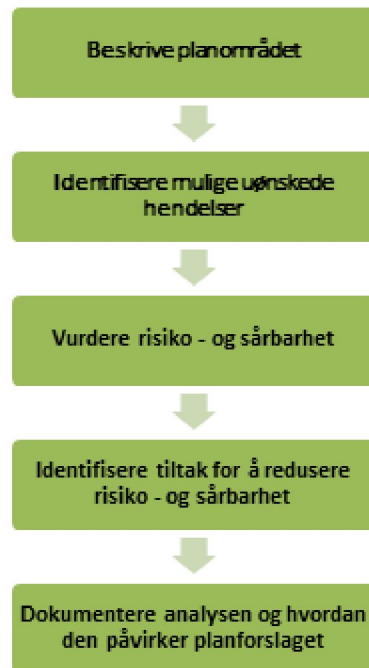 Beskrive planområdet
Identifisere mulige uønskede
hendelser
Vurdere risiko - og sårbarhet
Identifisere tiltak for å redusere
risiko - og sårbarhet
Dokumentere analysen og hvordan
den påvirker planforslaget